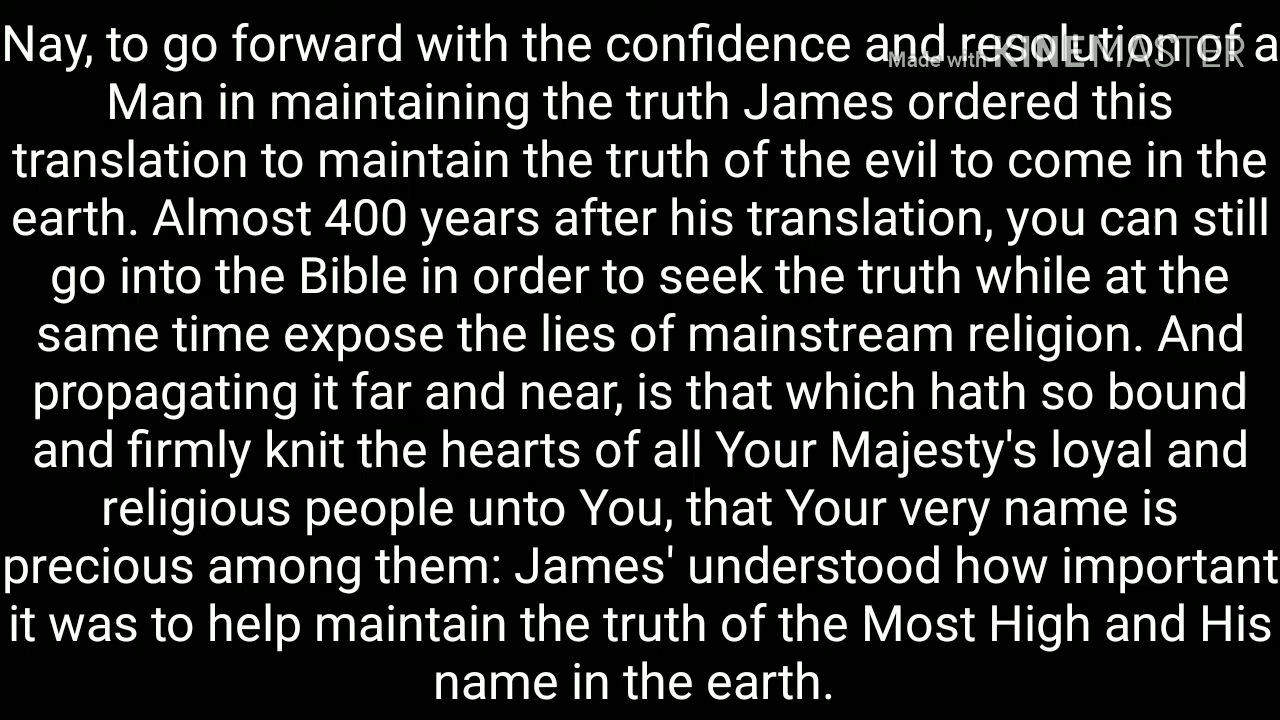 Nay, to go forward with the confidence and resolution of a
Made with KINEMASTER
Man in maintaining the truth James ordered this
translation to maintain the truth of the evil to come in the
earth. Almost 400 years after his translation, you can still
go into the Bible in order to seek the truth while at the
same time expose the lies of mainstream religion. And
propagating it far and near, is that which hath so bound
and firmly knit the hearts of all Your Majesty's loyal and
religious people unto You, that Your very name is
precious among them: James' understood how important
it was to help maintain the truth of the Most High and His
name in the earth.